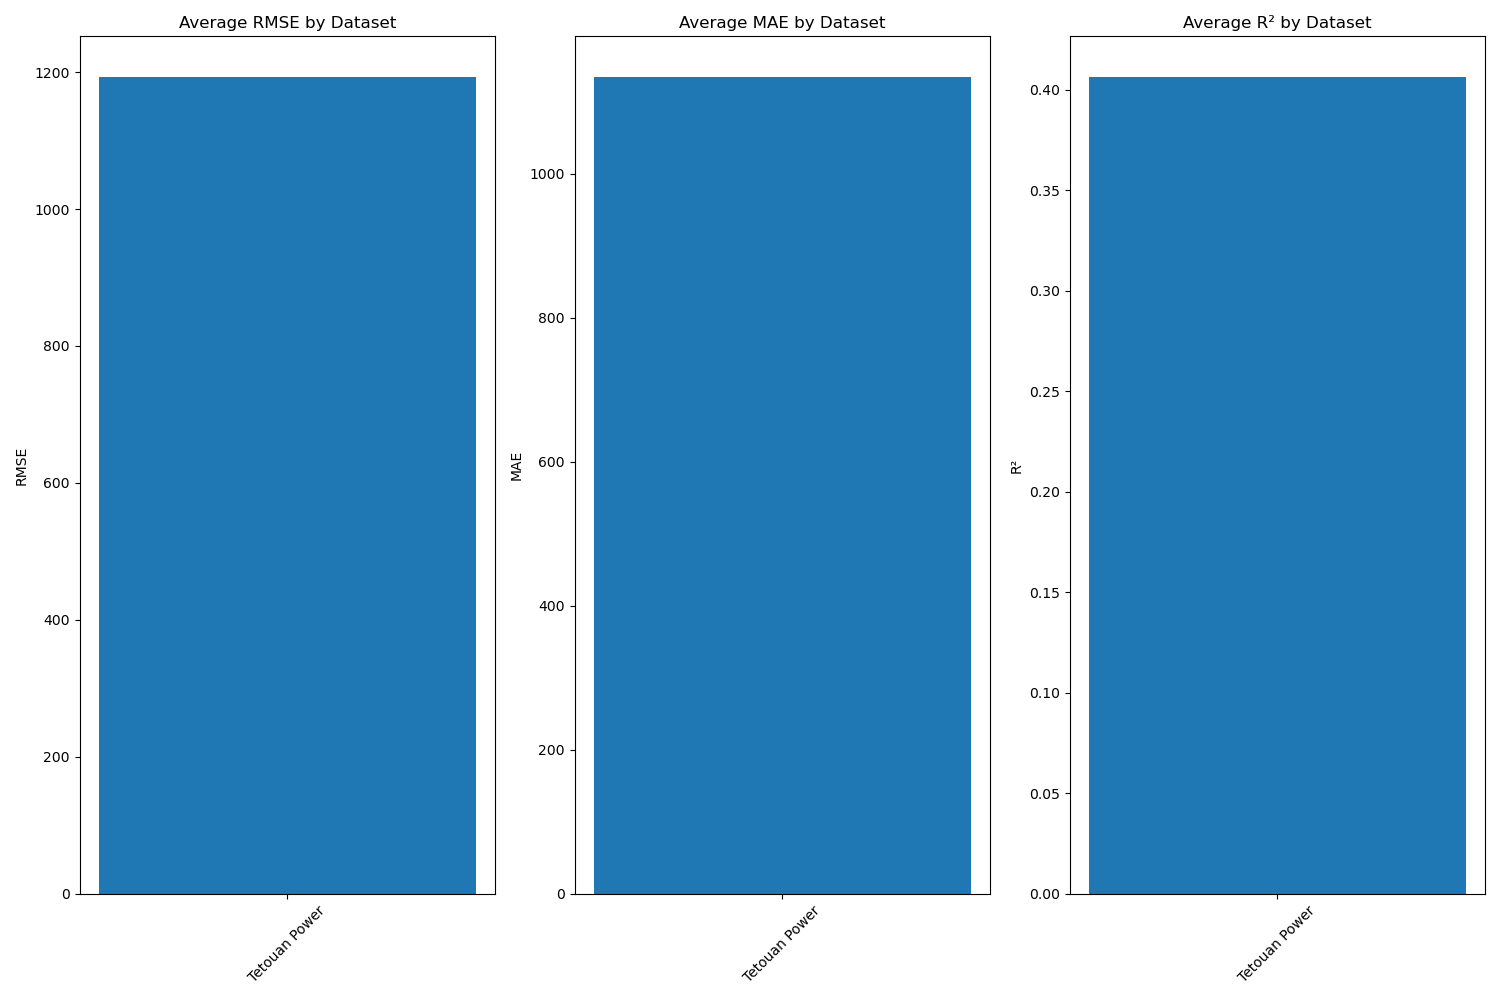 Average RMSE by Dataset
1200
1000
800
600
400
200
0
RMSE
Tetouan Power
Average MAE by Dataset
1000
800
600
400
200
0
MAE
Tetouan Power
Average R² by Dataset
0.40
0.35
0.30
0.25
0.20
0.15
0.10
0.05
0.00
R²
Tetouan Power